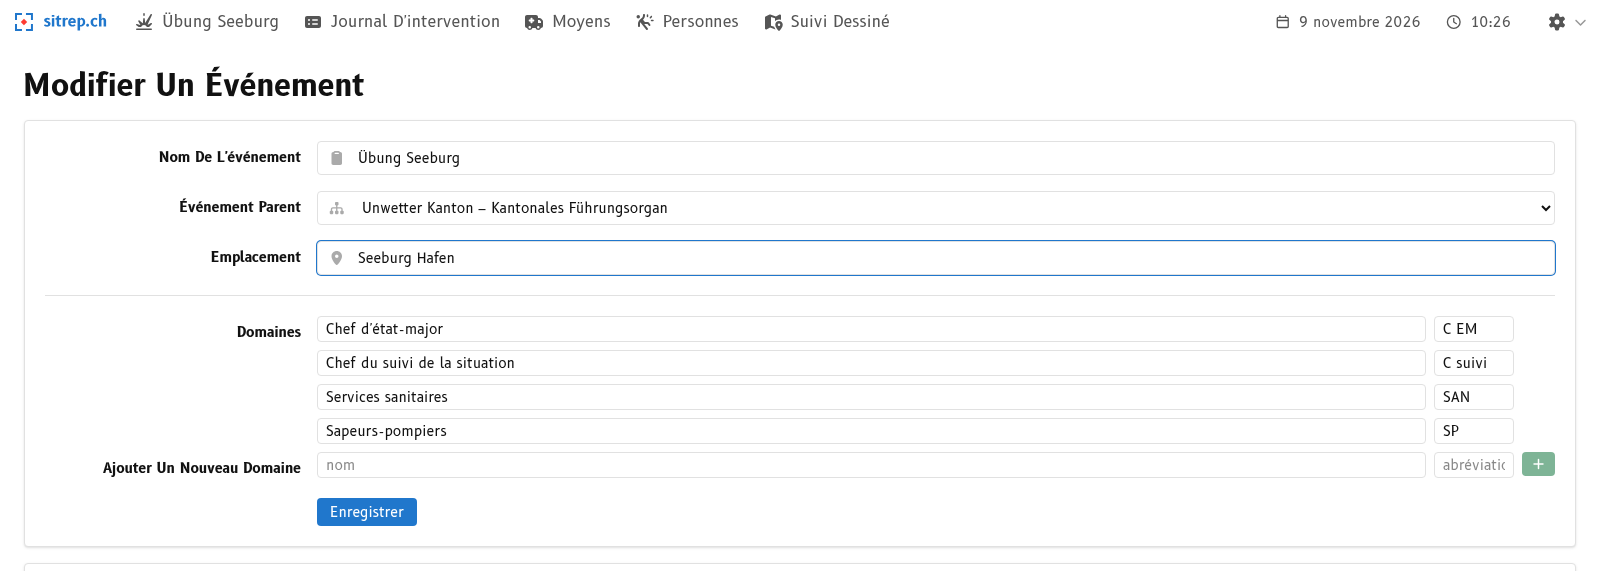 sitrep.ch Übung Seeburg Journal D'intervention Moyens Personnes Suivi Dessiné 9 novembre 2026 10:26
Modifier Un Événement
Nom De L'événement Übung Seeburg
Événement Parent Unwetter Kanton – Kantonales Führungsorgan
Emplacement Seeburg Hafen
Domaines Chef d'état-major C EM
Chef du suivi de la situation C suivi
Services sanitaires SAN
Sapeurs-pompiers SP
Ajouter Un Nouveau Domaine nom abréviatic +
Enregistrer